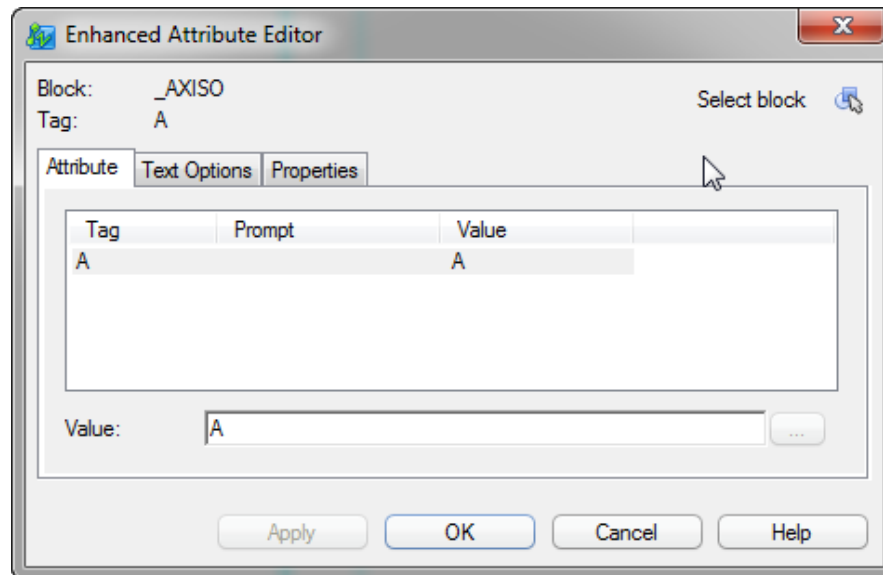 Enhanced Attribute Editor
Block: _AXISO
Select block
Tag: A
Attribute Text Options Properties
Tag Prompt Value
A A
Value: A ...
Apply OK Cancel Help